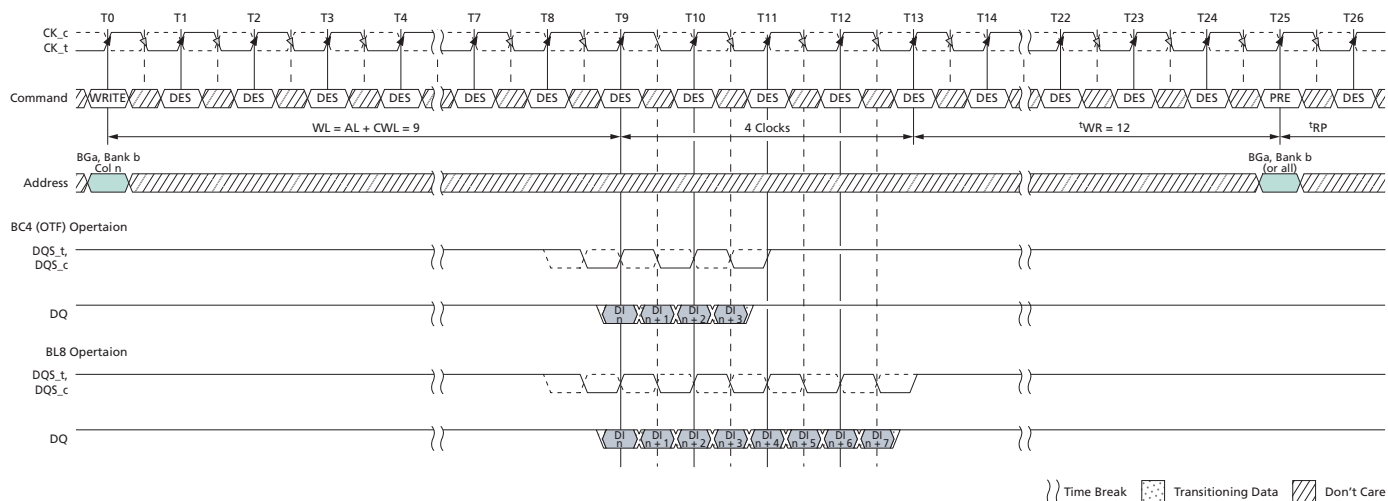 T0 T1 T2 T3 T4 T7 T8 T9 T10 T11 T12 T13 T14 T22 T23 T24 T25 T26
CK_c
CK_t
Command WRITE DES DES DES DES DES DES DES DES DES DES DES DES DES DES DES PRE DES
WL = AL + CWL = 9 4 Clocks tWR = 12 tRP
BGa, Bank b
Col n
BGa, Bank b
(or all)
Address
BC4 (OTF) Opertaion
DQS_t,
DQS_c
DQ
DI
n
DI
n + 1
DI
n + 2
DI
n + 3
BL8 Opertaion
DQS_t,
DQS_c
DQ
DI
n
DI
n + 1
DI
n + 2
DI
n + 3
DI
n + 4
DI
n + 5
DI
n + 6
DI
n + 7
Time Break Transitioning Data Don't Care